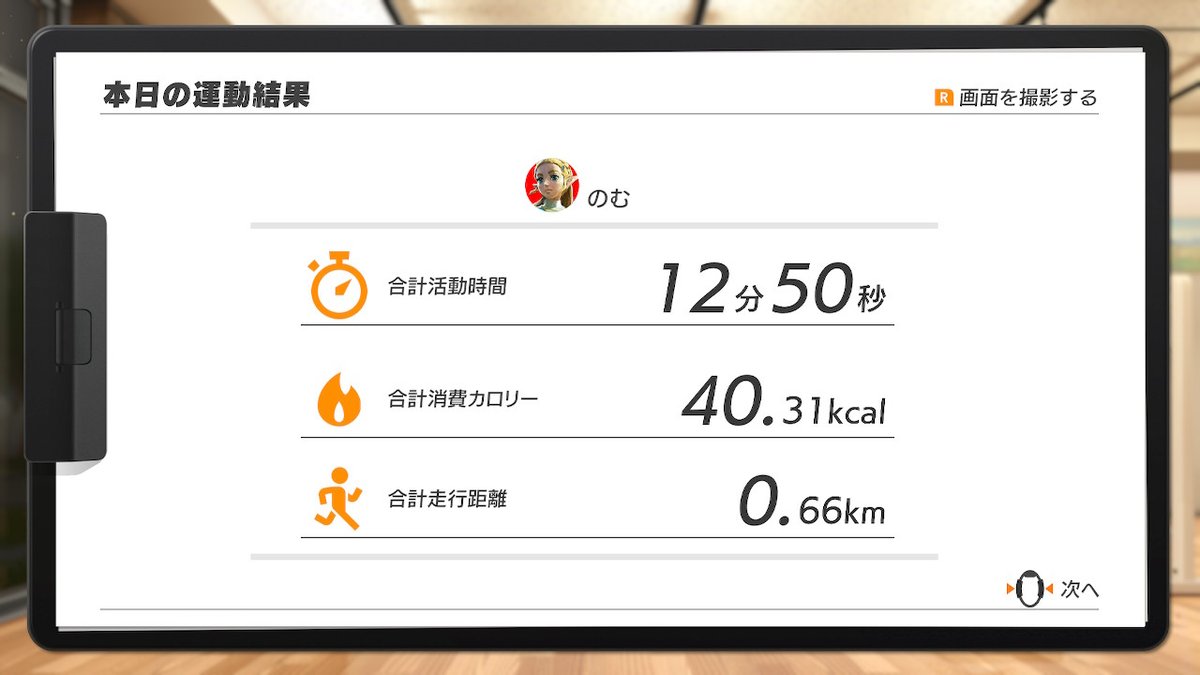 本日の運動結果
R 画面を撮影する
のむ
合計活動時間 12分50秒
合計消費カロリー 40.31kcal
合計走行距離 0.66km
次へ